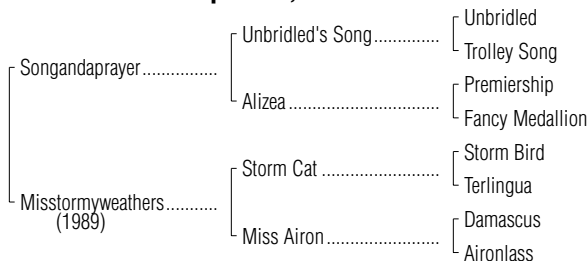 Unbridled
Unbridled's Song
Trolley Song
Songandaprayer
Premiership
Alizea
Fancy Medallion
Storm Bird
Storm Cat
Terlingua
Misstormyweathers
(1989)
Damascus
Miss Airon
Aironlass